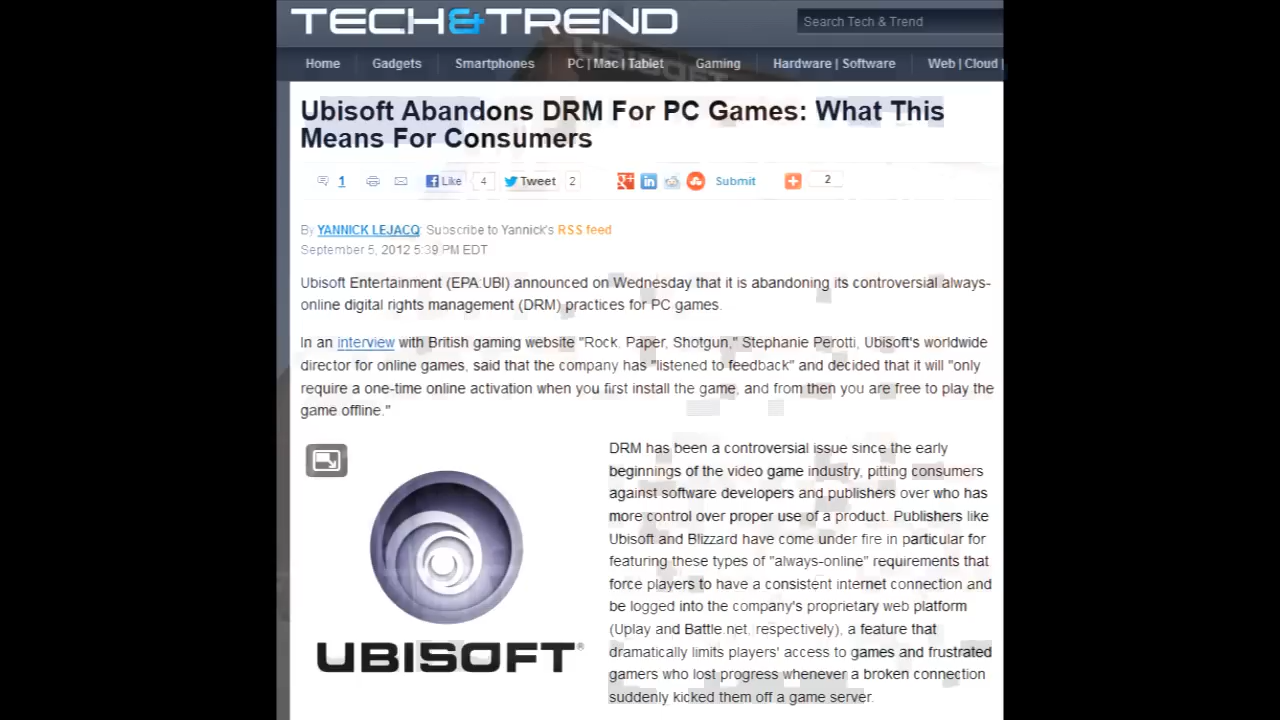 TECH&TREND
Search Tech & Trend
Home Gadgets Smartphones PC | Mac | Tablet Gaming Hardware | Software Web | Cloud |
UBISOFT
Ubisoft Abandons DRM For PC Games: What This
Means For Consumers
1 Like 4 Tweet 2 Submit 2
By YANNICK LEJACQ: Subscribe to Yannick's RSS feed
September 5, 2012 5:39 PM EDT
Ubisoft Entertainment (EPA:UBI) announced on Wednesday that it is abandoning its controversial always-
online digital rights management (DRM) practices for PC games.
In an interview with British gaming website "Rock, Paper, Shotgun," Stephanie Perotti, Ubisoft's worldwide
director for online games, said that the company has "listened to feedback" and decided that it will "only
require a one-time online activation when you first install the game, and from then you are free to play the
game offline."
DRM has been a controversial issue since the early
beginnings of the video game industry, pitting consumers
against software developers and publishers over who has
more control over proper use of a product. Publishers like
Ubisoft and Blizzard have come under fire in particular for
featuring these types of "always-online" requirements that
force players to have a consistent internet connection and
be logged into the company's proprietary web platform
(Uplay and Battle.net, respectively), a feature that
dramatically limits players' access to games and frustrated
gamers who lost progress whenever a broken connection
suddenly kicked them off a game server.
UBISOFT®